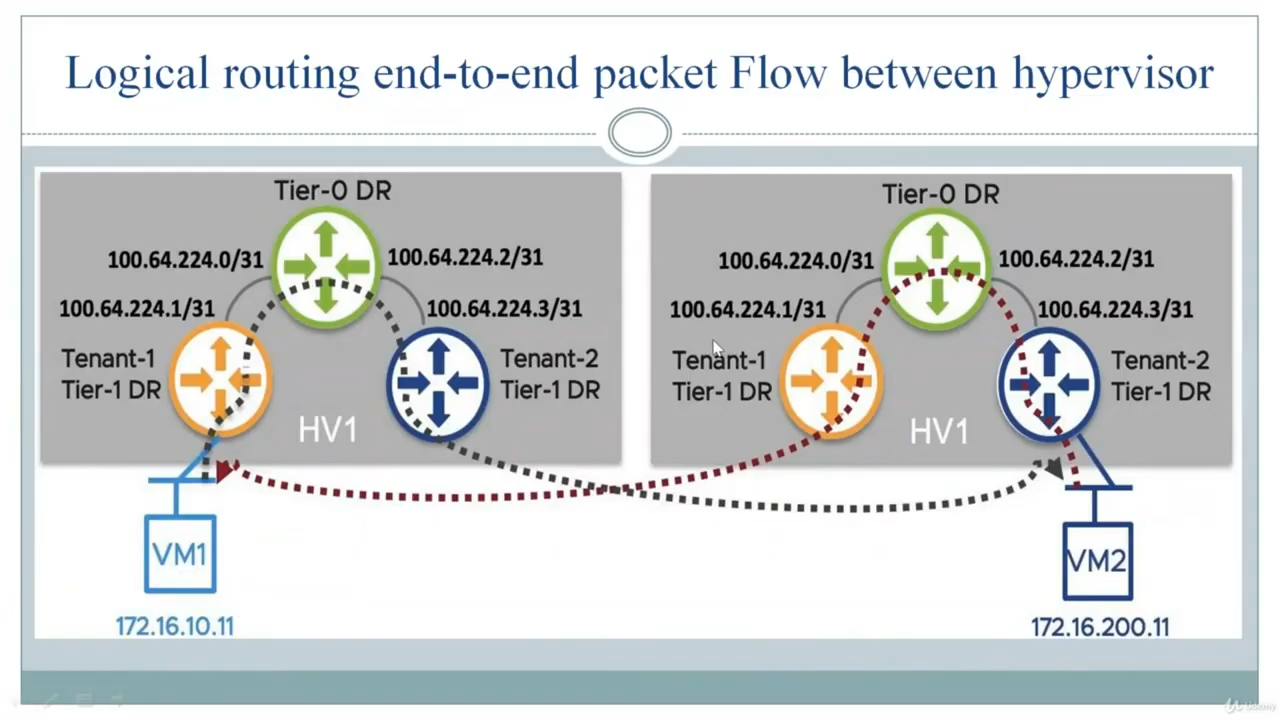 Logical routing end-to-end packet Flow between hypervisor
Tier-0 DR
100.64.224.0/31
100.64.224.2/31
100.64.224.1/31
100.64.224.3/31
Tenant-1
Tier-1 DR
Tenant-2
Tier-1 DR
HV1
VM1
172.16.10.11
Tier-0 DR
100.64.224.0/31
100.64.224.2/31
100.64.224.1/31
100.64.224.3/31
Tenant-1
Tier-1 DR
Tenant-2
Tier-1 DR
HV1
VM2
172.16.200.11
Udemy